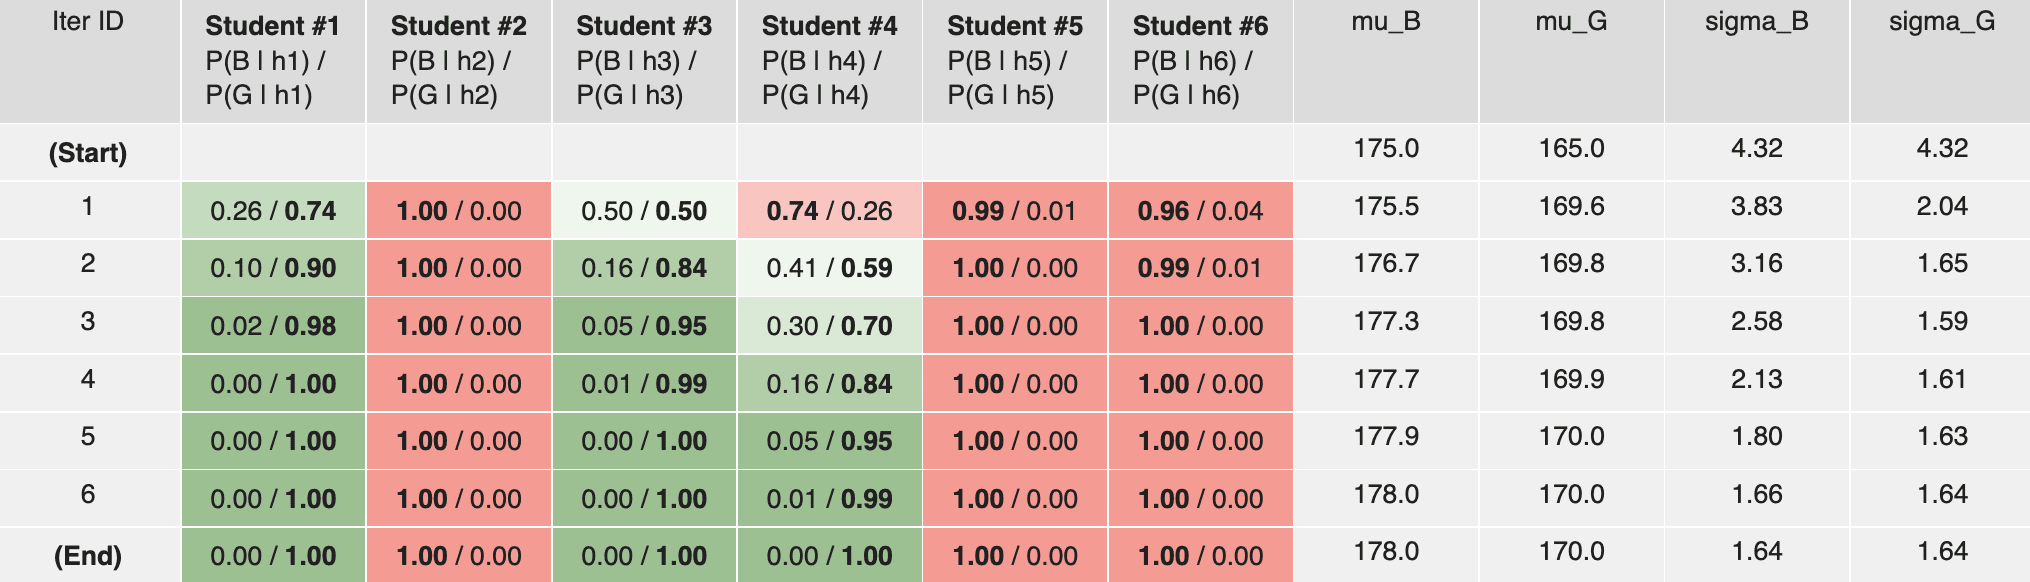 Iter ID Student #1 Student #2 Student #3 Student #4 Student #5 Student #6 mu_B mu_G sigma_B sigma_G
P(B | h1) / P(B | h2) / P(B | h3) / P(B | h4) / P(B | h5) / P(B | h6) /
P(G | h1) P(G | h2) P(G | h3) P(G | h4) P(G | h5) P(G | h6)
(Start) 175.0 165.0 4.32 4.32
1 0.26 / 0.74 1.00 / 0.00 0.50 / 0.50 0.74 / 0.26 0.99 / 0.01 0.96 / 0.04 175.5 169.6 3.83 2.04
2 0.10 / 0.90 1.00 / 0.00 0.16 / 0.84 0.41 / 0.59 1.00 / 0.00 0.99 / 0.01 176.7 169.8 3.16 1.65
3 0.02 / 0.98 1.00 / 0.00 0.05 / 0.95 0.30 / 0.70 1.00 / 0.00 1.00 / 0.00 177.3 169.8 2.58 1.59
4 0.00 / 1.00 1.00 / 0.00 0.01 / 0.99 0.16 / 0.84 1.00 / 0.00 1.00 / 0.00 177.7 169.9 2.13 1.61
5 0.00 / 1.00 1.00 / 0.00 0.00 / 1.00 0.05 / 0.95 1.00 / 0.00 1.00 / 0.00 177.9 170.0 1.80 1.63
6 0.00 / 1.00 1.00 / 0.00 0.00 / 1.00 0.01 / 0.99 1.00 / 0.00 1.00 / 0.00 178.0 170.0 1.66 1.64
(End) 0.00 / 1.00 1.00 / 0.00 0.00 / 1.00 0.00 / 1.00 1.00 / 0.00 1.00 / 0.00 178.0 170.0 1.64 1.64